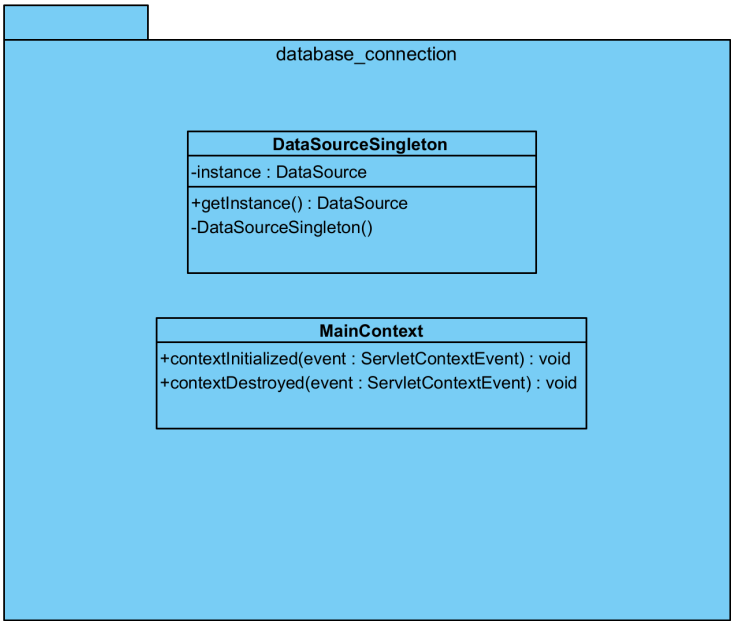 database_connection
DataSourceSingleton
-instance : DataSource
+getInstance() : DataSource
-DataSourceSingleton()
MainContext
+contextInitialized(event : ServletContextEvent) : void
+contextDestroyed(event : ServletContextEvent) : void